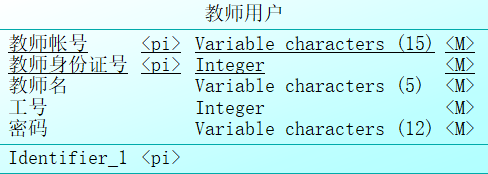 教师用户
教师帐号 <pi> Variable characters (15) <M>
教师身份证号 <pi> Integer <M>
教师名 Variable characters (5) <M>
工号 Integer <M>
密码 Variable characters (12) <M>
Identifier_1 <pi>